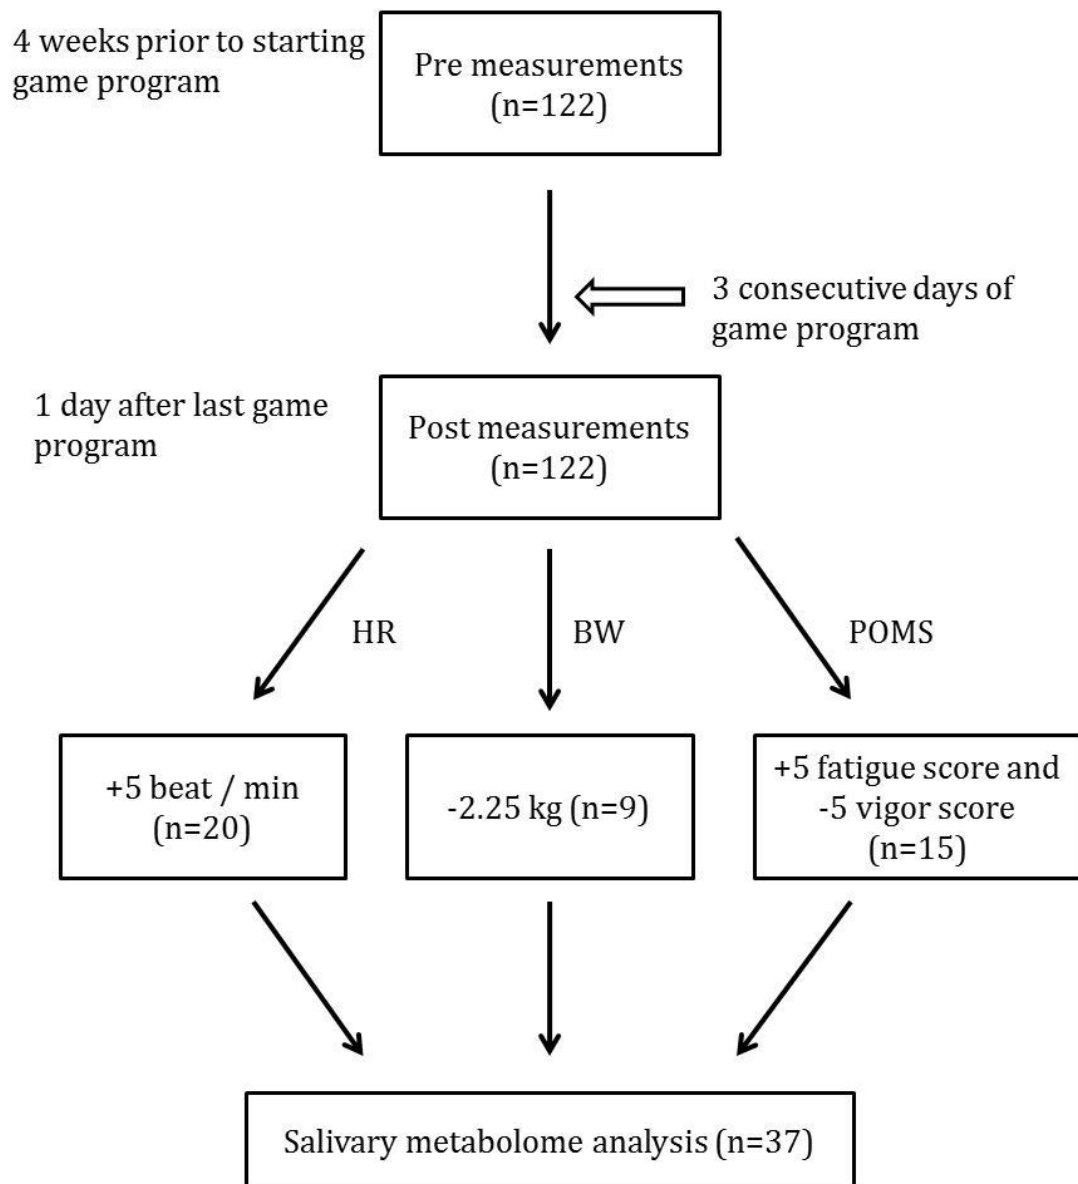 4 weeks prior to starting
game program
Pre measurements
(n=122)
3 consecutive days of
game program
1 day after last game
program
Post measurements
(n=122)
HR
BW
POMS
+5 beat / min
(n=20)
-2.25 kg (n=9)
+5 fatigue score and
-5 vigor score
(n=15)
Salivary metabolome analysis (n=37)